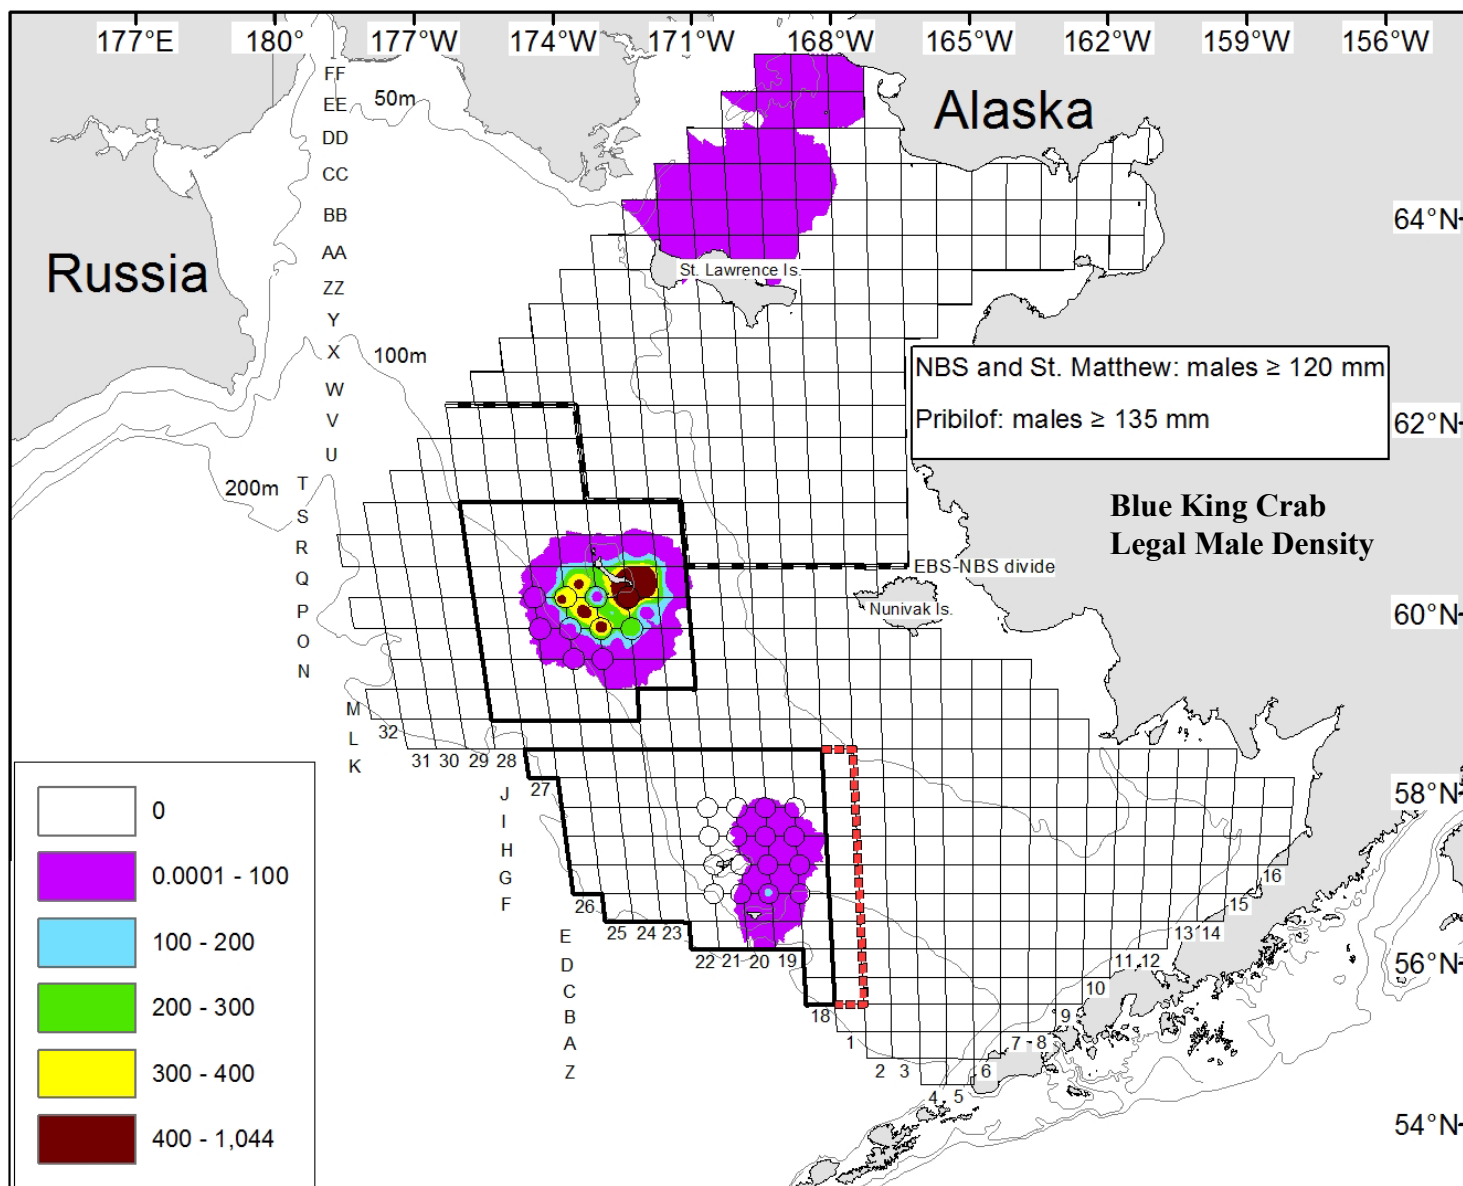 177°E 180° 177°W 174°W 171°W 168°W 165°W 162°W 159°W 156°W
FF
EE
50m
Alaska
DD
CC
BB
64°N
AA
Russia
St. Lawrence Is.
ZZ
Y
X
100m
NBS and St. Matthew: males ≥ 120 mm
W
V
Pribilof: males ≥ 135 mm
62°N
U
T
200m
S
Blue King Crab
Legal Male Density
R
EBS-NBS divide
Q
P
Nunivak Is.
60°N
O
N
M
32
L
31 30 29 28
K
27
J
58°N
I
H
G
F
16
26
15
25 24 23
13 14
E
22 21 20 19
11 12
D
56°N
C
10
B
18
9
A
1
7 - 8
Z
2 3
6
4 5
54°N
0
0.0001 - 100
100 - 200
200 - 300
300 - 400
400 - 1,044